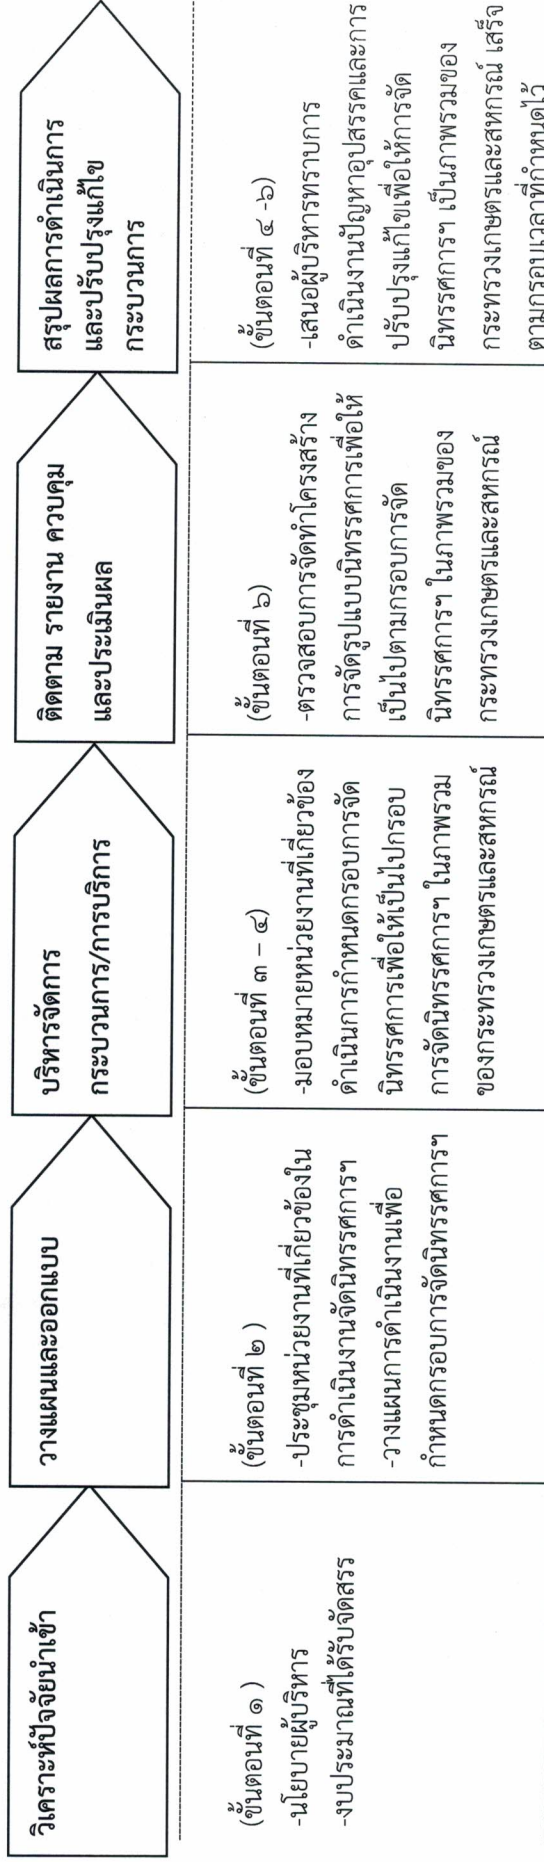 วิเคราะห์ปัจจัยนำเข้า
(ขั้นตอนที่ ๑ )
-นโยบายผู้บริหาร
-งบประมาณที่ได้รับจัดสรร
วางแผนและออกแบบ
(ขั้นตอนที่ ๒ )
-ประชุมหน่วยงานที่เกี่ยวข้องใน
การดำเนินงานจัดนิทรรศการฯ
-วางแผนการดำเนินงานเพื่อ
กำหนดกรอบการจัดนิทรรศการฯ
บริหารจัดการ
กระบวนการ/การบริการ
(ขั้นตอนที่ ๓ – ๔)
-มอบหมายหน่วยงานที่เกี่ยวข้อง
ดำเนินการกำหนดกรอบการจัด
นิทรรศการเพื่อให้เป็นไปกรอบ
การจัดนิทรรศการฯ ในภาพรวม
ของกระทรวงเกษตรและสหกรณ์
ติดตาม รายงาน ควบคุม
และประเมินผล
(ขั้นตอนที่ ๖)
-ตรวจสอบการจัดทำโครงสร้าง
การจัดรูปแบบนิทรรศการเพื่อให้
เป็นไปตามกรอบการจัด
นิทรรศการฯ ในภาพรวมของ
กระทรวงเกษตรและสหกรณ์
สรุปผลการดำเนินการ
และปรับปรุงแก้ไข
กระบวนการ
(ขั้นตอนที่ ๔ -๖)
-เสนอผู้บริหารทราบการ
ดำเนินงานปัญหาอุปสรรคและการ
ปรับปรุงแก้ไขเพื่อให้การจัด
นิทรรศการฯ เป็นภาพรวมของ
กระทรวงเกษตรและสหกรณ์ เสร็จ
ตามกรอบเวลาที่กำหนดไว้